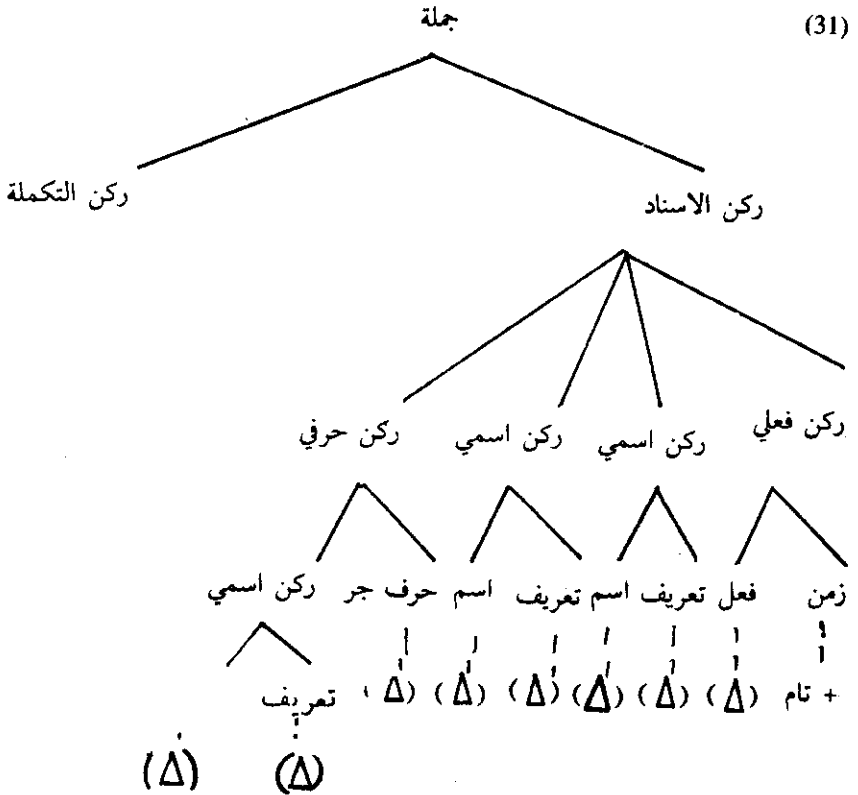 (31)
جملة
ركن الاسناد ركن التكملة
ركن فعلي ركن اسمي ركن اسمي ركن حرفي
زمن فعل تعريف اسم تعريف اسم حرف جر ركن اسمي
+ تام (Δ) (Δ) (Δ) (Δ) (Δ) (Δ) تعريف
(Δ) (Δ)